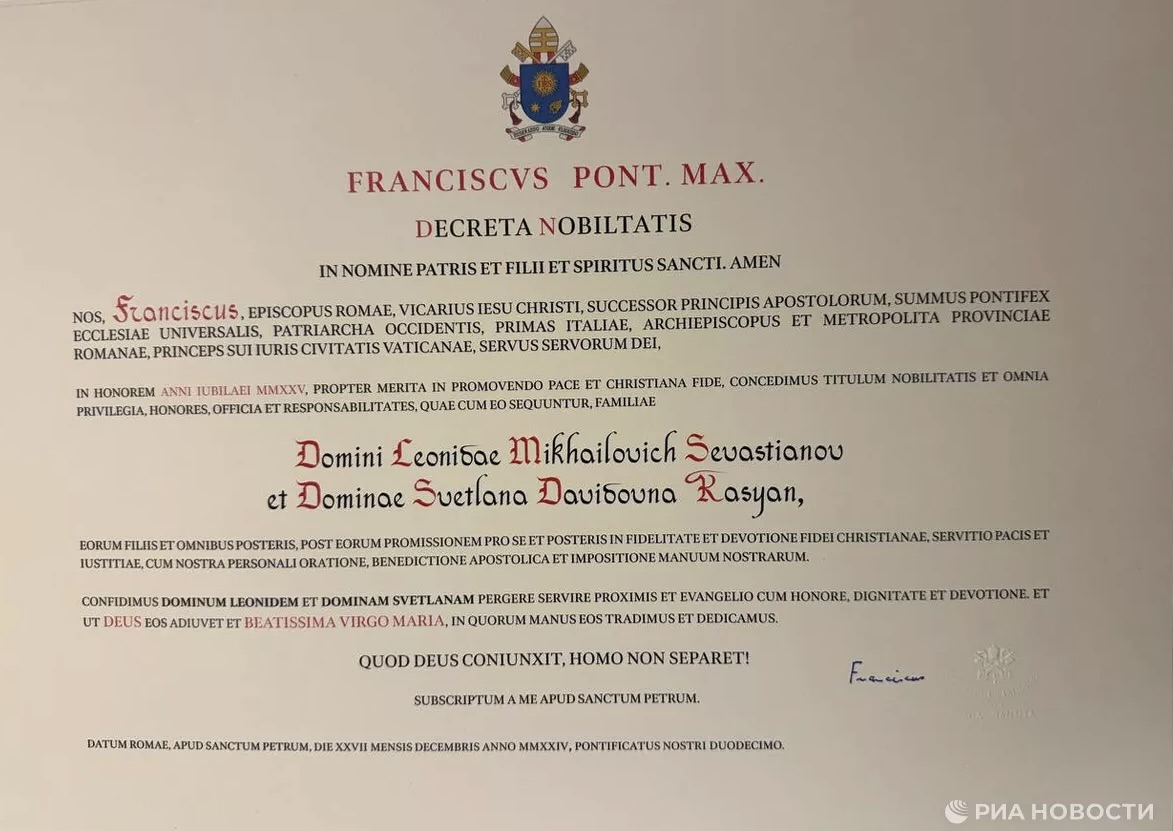 FRANCISCVS PONT. MAX.
DECRETA NOBILTATIS
IN NOMINE PATRIS ET FILII ET SPIRITUS SANCTI. AMEN
NOS, Franciscus, EPISCOPUS ROMAE, VICARIUS IESU CHRISTI, SUCCESSOR PRINCIPIS APOSTOLORUM, SUMMUS PONTIFEX
ECCLESIAE UNIVERSALIS, PATRIARCHA OCCIDENTIS, PRIMAS ITALIAE, ARCHIEPISCOPUS ET METROPOLITA PROVINCIAE
ROMANAE, PRINCEPS SUI IURIS CIVITATIS VATICANAE, SERVUS SERVORUM DEI,
IN HONOREM ANNI IUBILAEI MMXXV, PROPTER MERITA IN PROMOVENDO PACE ET CHRISTIANA FIDE, CONCEDIMUS TITULUM NOBILITATIS ET OMNIA
PRIVILEGIA, HONORES, OFFICIA ET RESPONSABILITATES, QUAE CUM EO SEQUUNTUR, FAMILIAE
Domini Leonidae Mikhailovich Sevastianov
et Dominae Svetlana Davidovna Kasyan,
EORUM FILIIS ET OMNIBUS POSTERIS, POST EORUM PROMISSIONEM PRO SE ET POSTERIS IN FIDELITATE ET DEVOTIONE FIDEI CHRISTIANAE, SERVITIO PACIS ET
IUSTITIAE, CUM NOSTRA PERSONALI ORATIONE, BENEDICTIONE APOSTOLICA ET IMPOSITIONE MANUUM NOSTRARUM.
CONFIDIMUS DOMINUM LEONIDEM ET DOMINAM SVETLANAM PERGERE SERVIRE PROXIMIS ET EVANGELIO CUM HONORE, DIGNITATE ET DEVOTIONE. ET
UT DEUS EOS ADIUVET ET BEATISSIMA VIRGO MARIA, IN QUORUM MANUS EOS TRADIMUS ET DEDICAMUS.
QUOD DEUS CONIUNXIT, HOMO NON SEPARET!
Franciscus
SUBSCRIPTUM A ME APUD SANCTUM PETRUM.
DATUM ROMAE, APUD SANCTUM PETRUM, DIE XXVII MENSIS DECEMBRIS ANNO MMXXIV, PONTIFICATUS NOSTRI DUODECIMO.
РИА НОВОСТИ